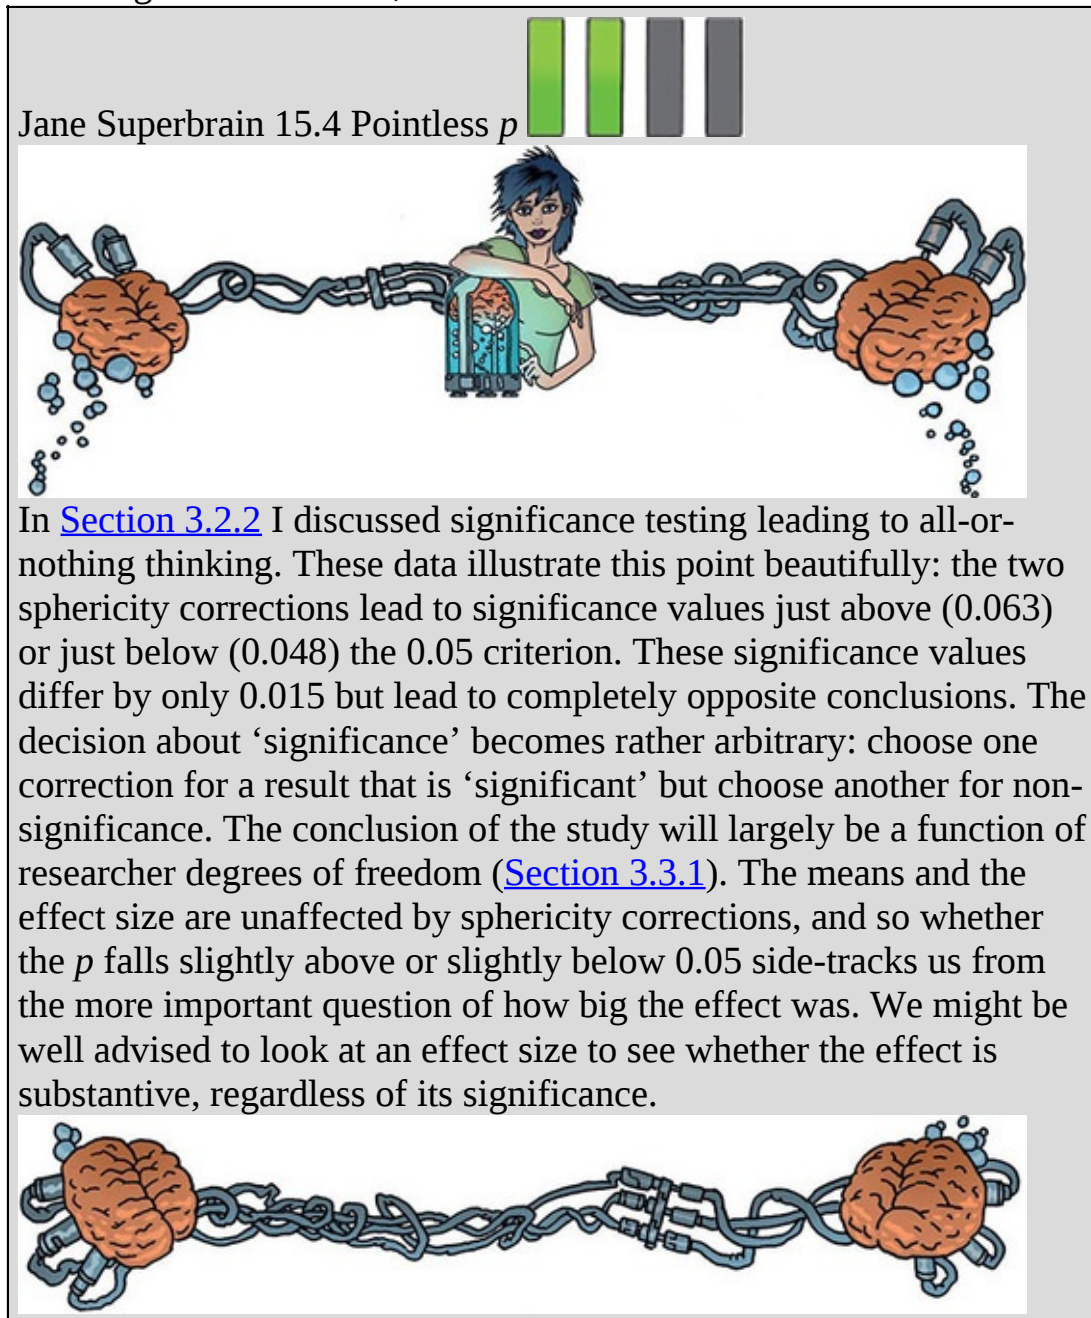 Jane Superbrain 15.4 Pointless p
In Section 3.2.2 I discussed significance testing leading to all-or-
nothing thinking. These data illustrate this point beautifully: the two
sphericity corrections lead to significance values just above (0.063)
or just below (0.048) the 0.05 criterion. These significance values
differ by only 0.015 but lead to completely opposite conclusions. The
decision about ‘significance’ becomes rather arbitrary: choose one
correction for a result that is ‘significant’ but choose another for non-
significance. The conclusion of the study will largely be a function of
researcher degrees of freedom (Section 3.3.1). The means and the
effect size are unaffected by sphericity corrections, and so whether
the p falls slightly above or slightly below 0.05 side-tracks us from
the more important question of how big the effect was. We might be
well advised to look at an effect size to see whether the effect is
substantive, regardless of its significance.